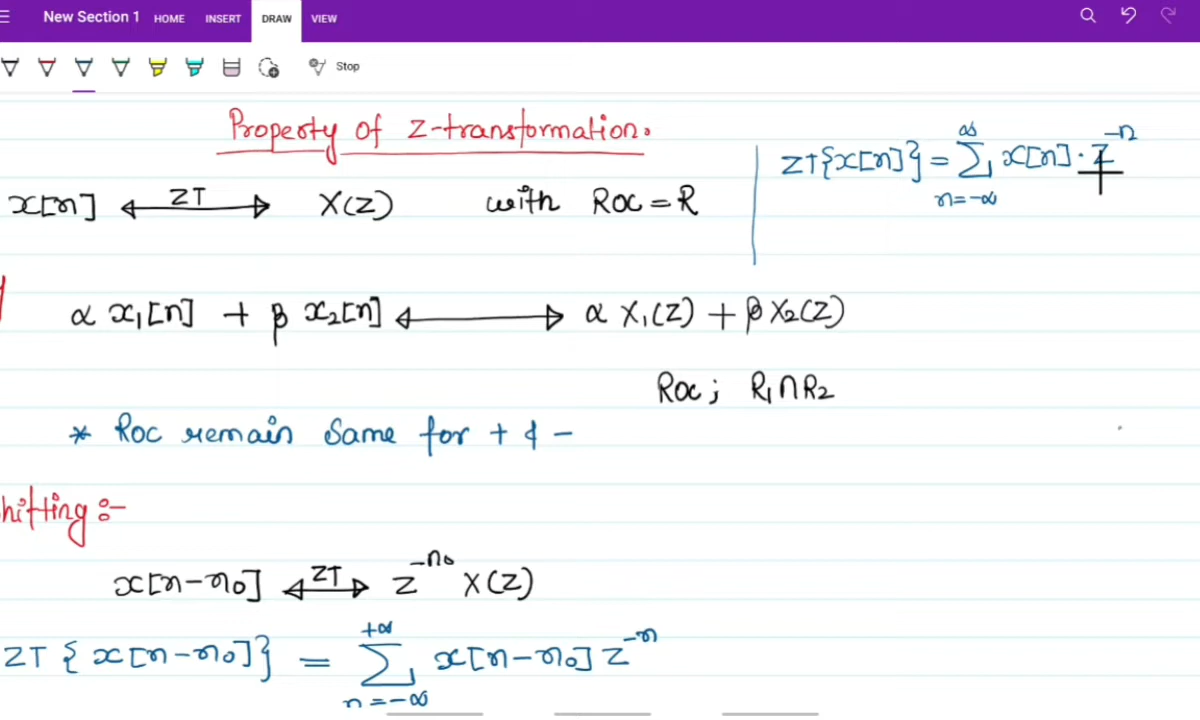 New Section 1 HOME INSERT DRAW VIEW
Stop
Property of Z-transformation.
ZT{x[n]} = ∞ Σ n=-∞ x[n]·z^-n
x[n] <—ZT—> X(Z) with Roc = R
α x₁[n] + β x₂[n] <——> α X₁(Z) + β X₂(Z)
Roc ; R₁∩R₂
* Roc remain same for + & -
hifting :-
x[n-n₀] <—ZT—> z^-n₀ X(Z)
ZT { x[n-n₀]} = +∞ Σ n=-∞ x[n-n₀] z^-n